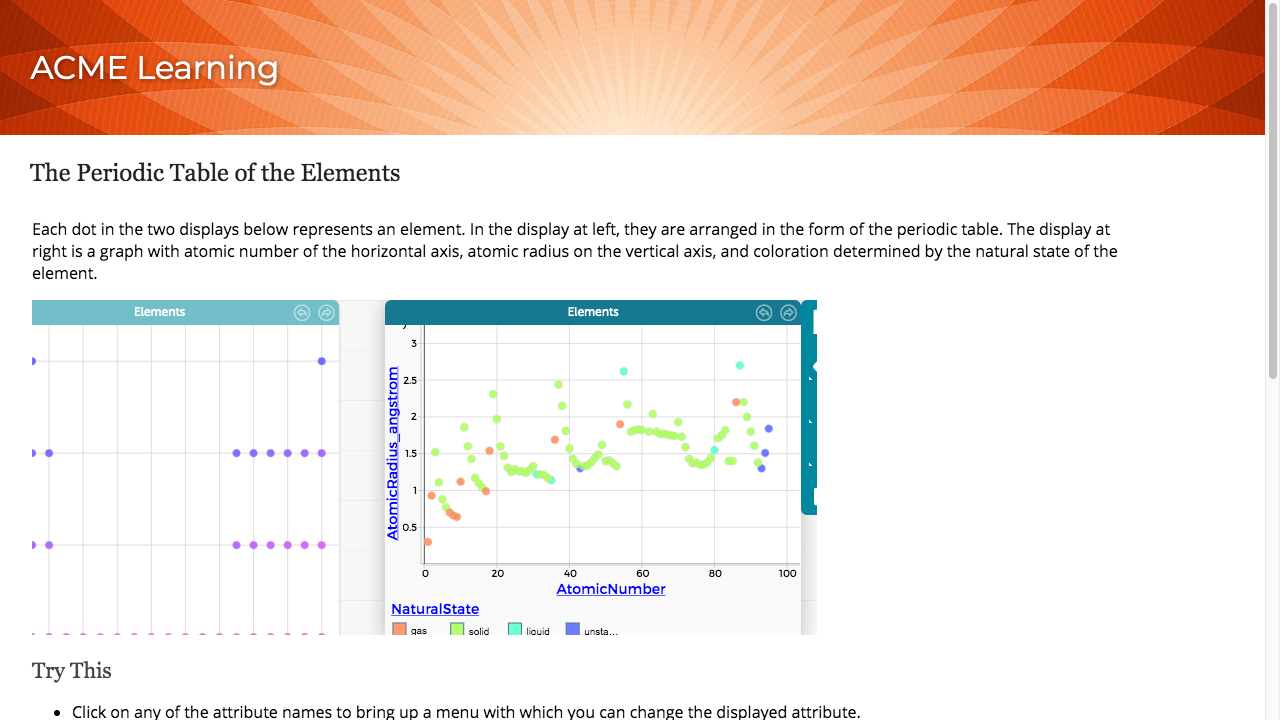 ACME Learning
The Periodic Table of the Elements
Each dot in the two displays below represents an element. In the display at left, they are arranged in the form of the periodic table. The display at
right is a graph with atomic number of the horizontal axis, atomic radius on the vertical axis, and coloration determined by the natural state of the
element.
Elements
Elements
3
2.5
2
1.5
1
0.5
AtomicRadius_angstrom
0 20 40 60 80 100
AtomicNumber
NaturalState
gas solid liquid unsta...
Try This
• Click on any of the attribute names to bring up a menu with which you can change the displayed attribute.